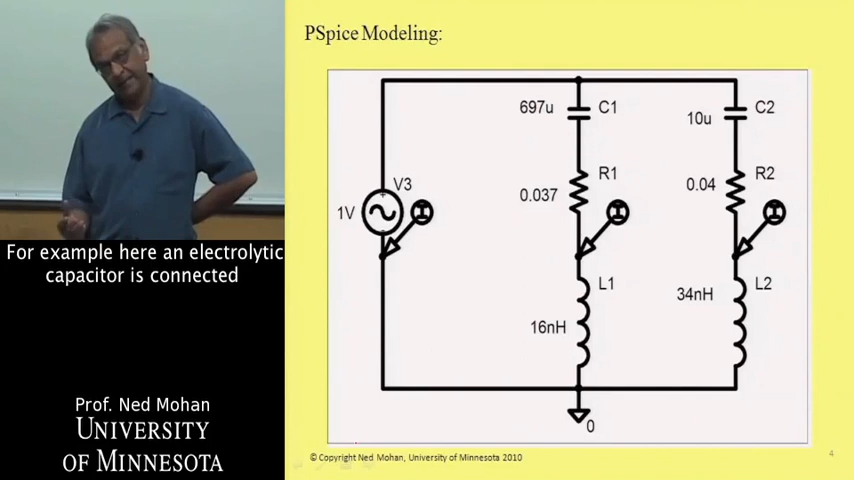 PSpice Modeling:
697u C1
10u C2
0.037 R1
0.04 R2
V3
1V
I
I
I
L1
16nH
34nH L2
0
For example here an electrolytic
capacitor is connected
Prof. Ned Mohan
UNIVERSITY
OF MINNESOTA
© Copyright Ned Mohan, University of Minnesota 2010
4